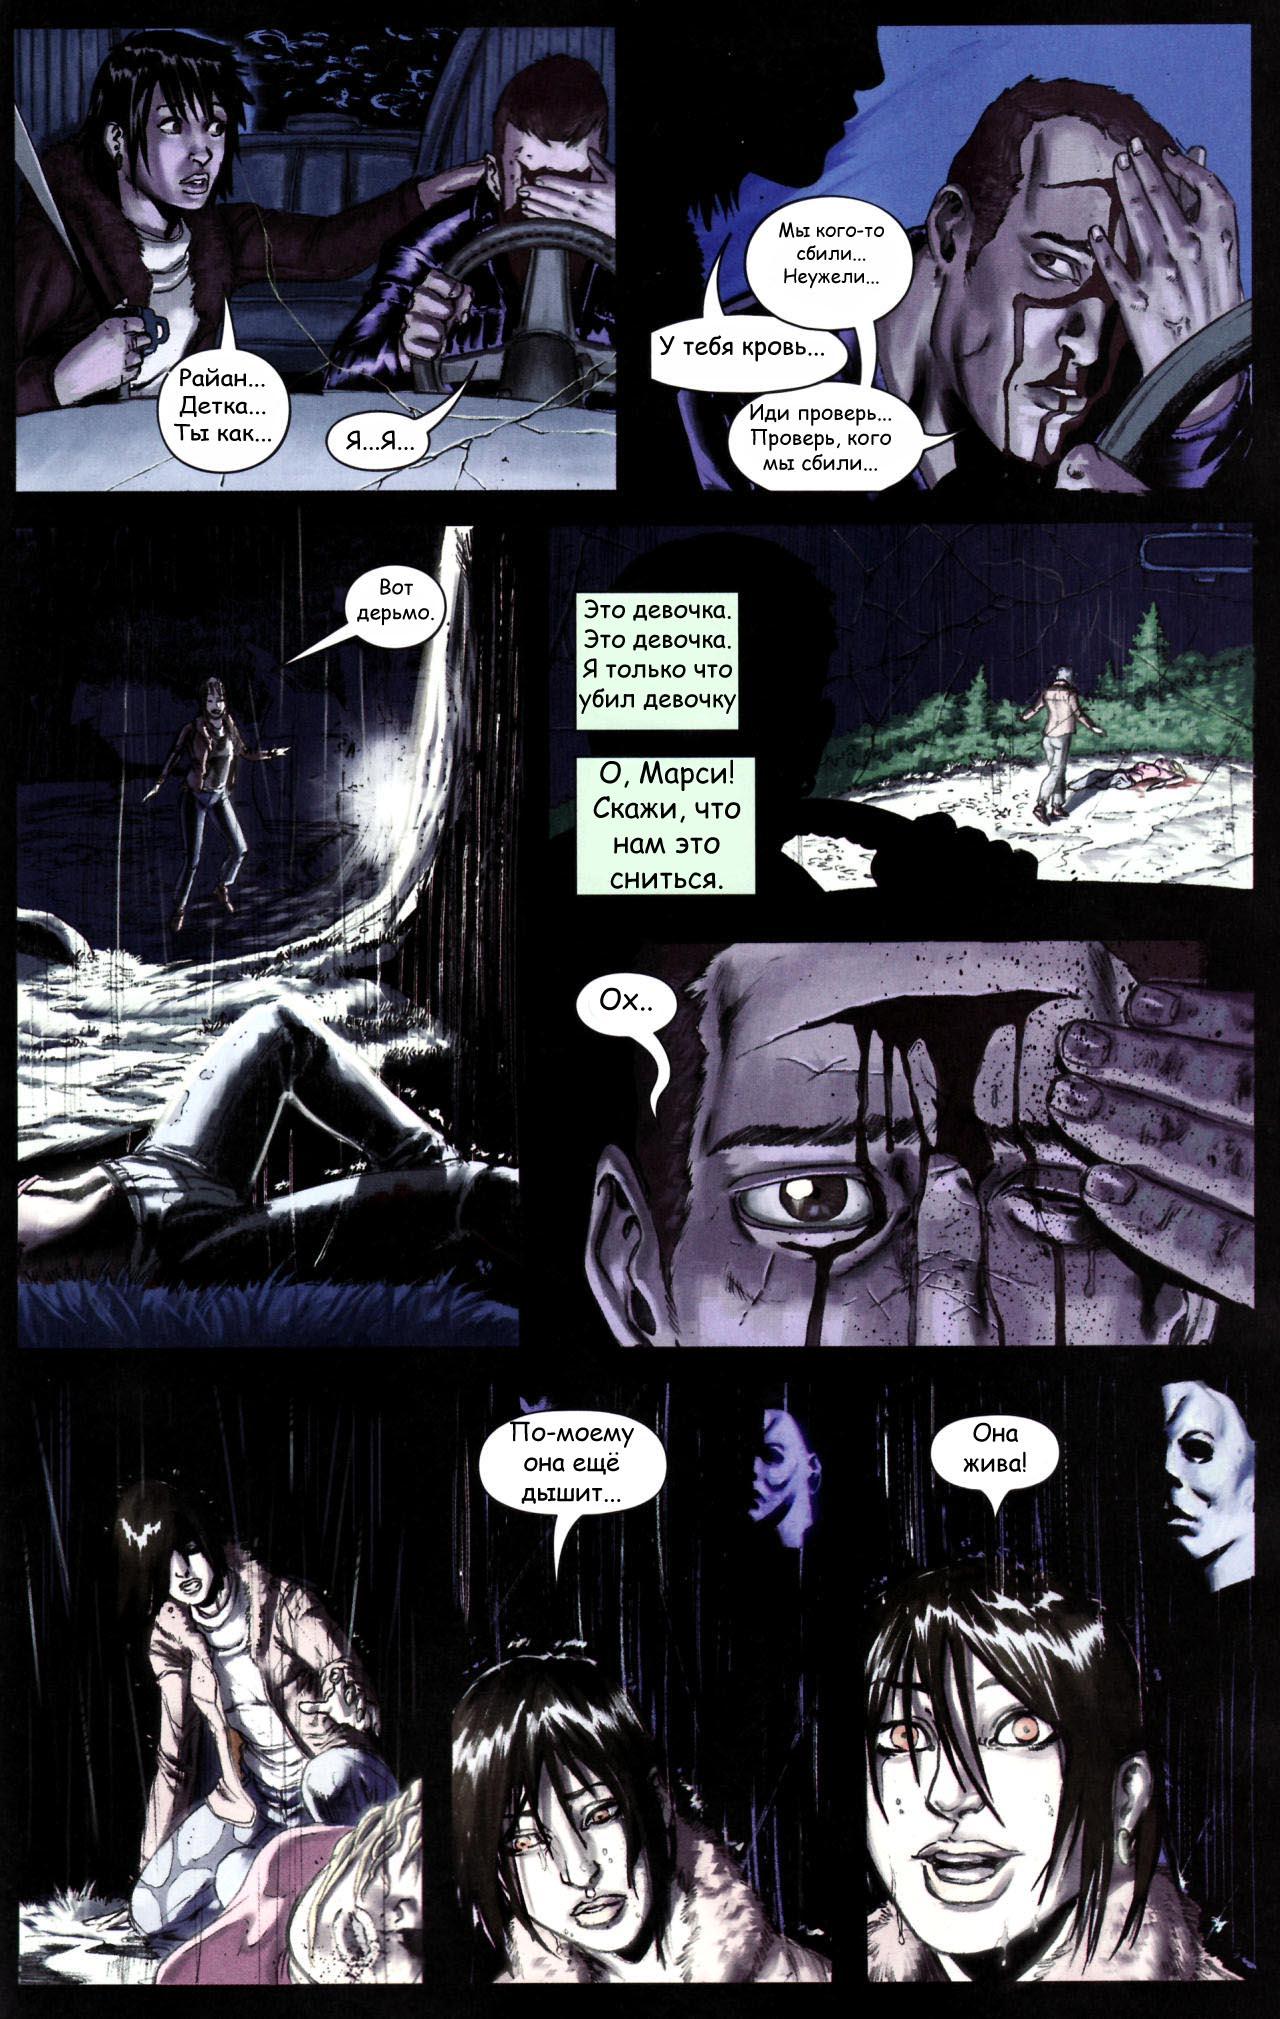 Райан...
Детка...
Ты как...
Я...Я...
Мы кого-то
сбили...
Неужели...
У тебя кровь...
Иди проверь...
Проверь, кого
мы сбили...
Вот
дерьмо.
Это девочка.
Это девочка.
Я только что
убил девочку
О, Марси!
Скажи, что
нам это
сниться.
Ох..
По-моему
она ещё
дышит...
Она
жива!